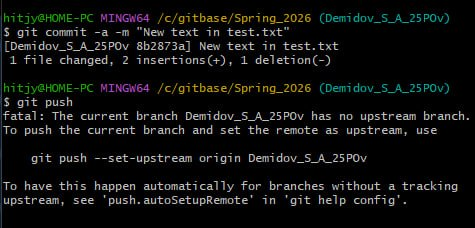 hitjy@HOME-PC MINGW64 /c/gitbase/Spring_2026 (Demidov_S_A_25POv)
$ git commit -a -m "New text in test.txt"
[Demidov_S_A_25POv 8b2873a] New text in test.txt
 1 file changed, 2 insertions(+), 1 deletion(-)

hitjy@HOME-PC MINGW64 /c/gitbase/Spring_2026 (Demidov_S_A_25POv)
$ git push
fatal: The current branch Demidov_S_A_25POv has no upstream branch.
To push the current branch and set the remote as upstream, use

    git push --set-upstream origin Demidov_S_A_25POv

To have this happen automatically for branches without a tracking
upstream, see 'push.autoSetupRemote' in 'git help config'.